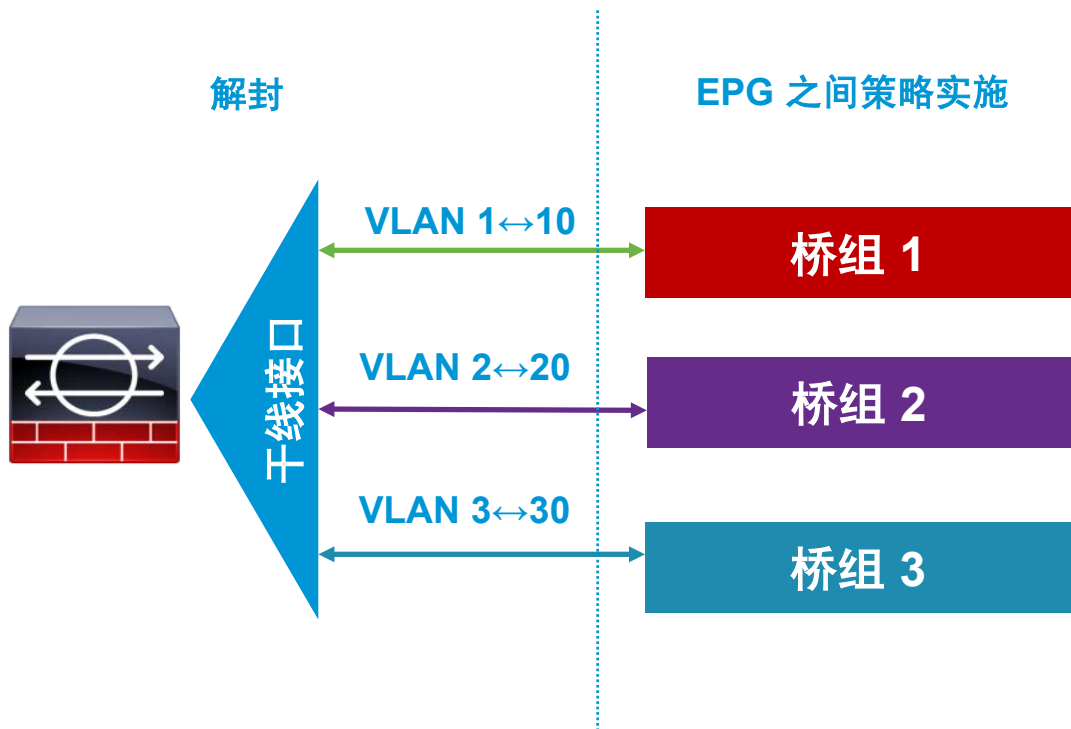 解封
EPG 之间策略实施
VLAN 1↔10
桥组 1
干线接口
VLAN 2↔20
桥组 2
VLAN 3↔30
桥组 3